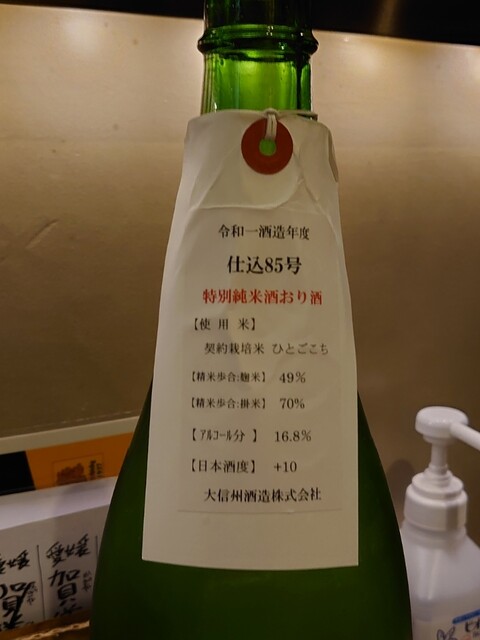 令和一酒造年度
仕込85号
特別純米酒おり酒
【使 用 米】
契約栽培米 ひとごこち
【精米歩合:麹米】 49%
【精米歩合:掛米】 70%
【アルコール分 】 16.8%
【日本酒度】 +10
大信州酒造株式会社